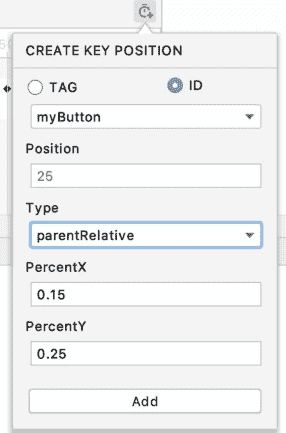 CREATE KEY POSITION
TAG
ID
myButton
Position
25
Type
parentRelative
PercentX
0.15
PercentY
0.25
Add